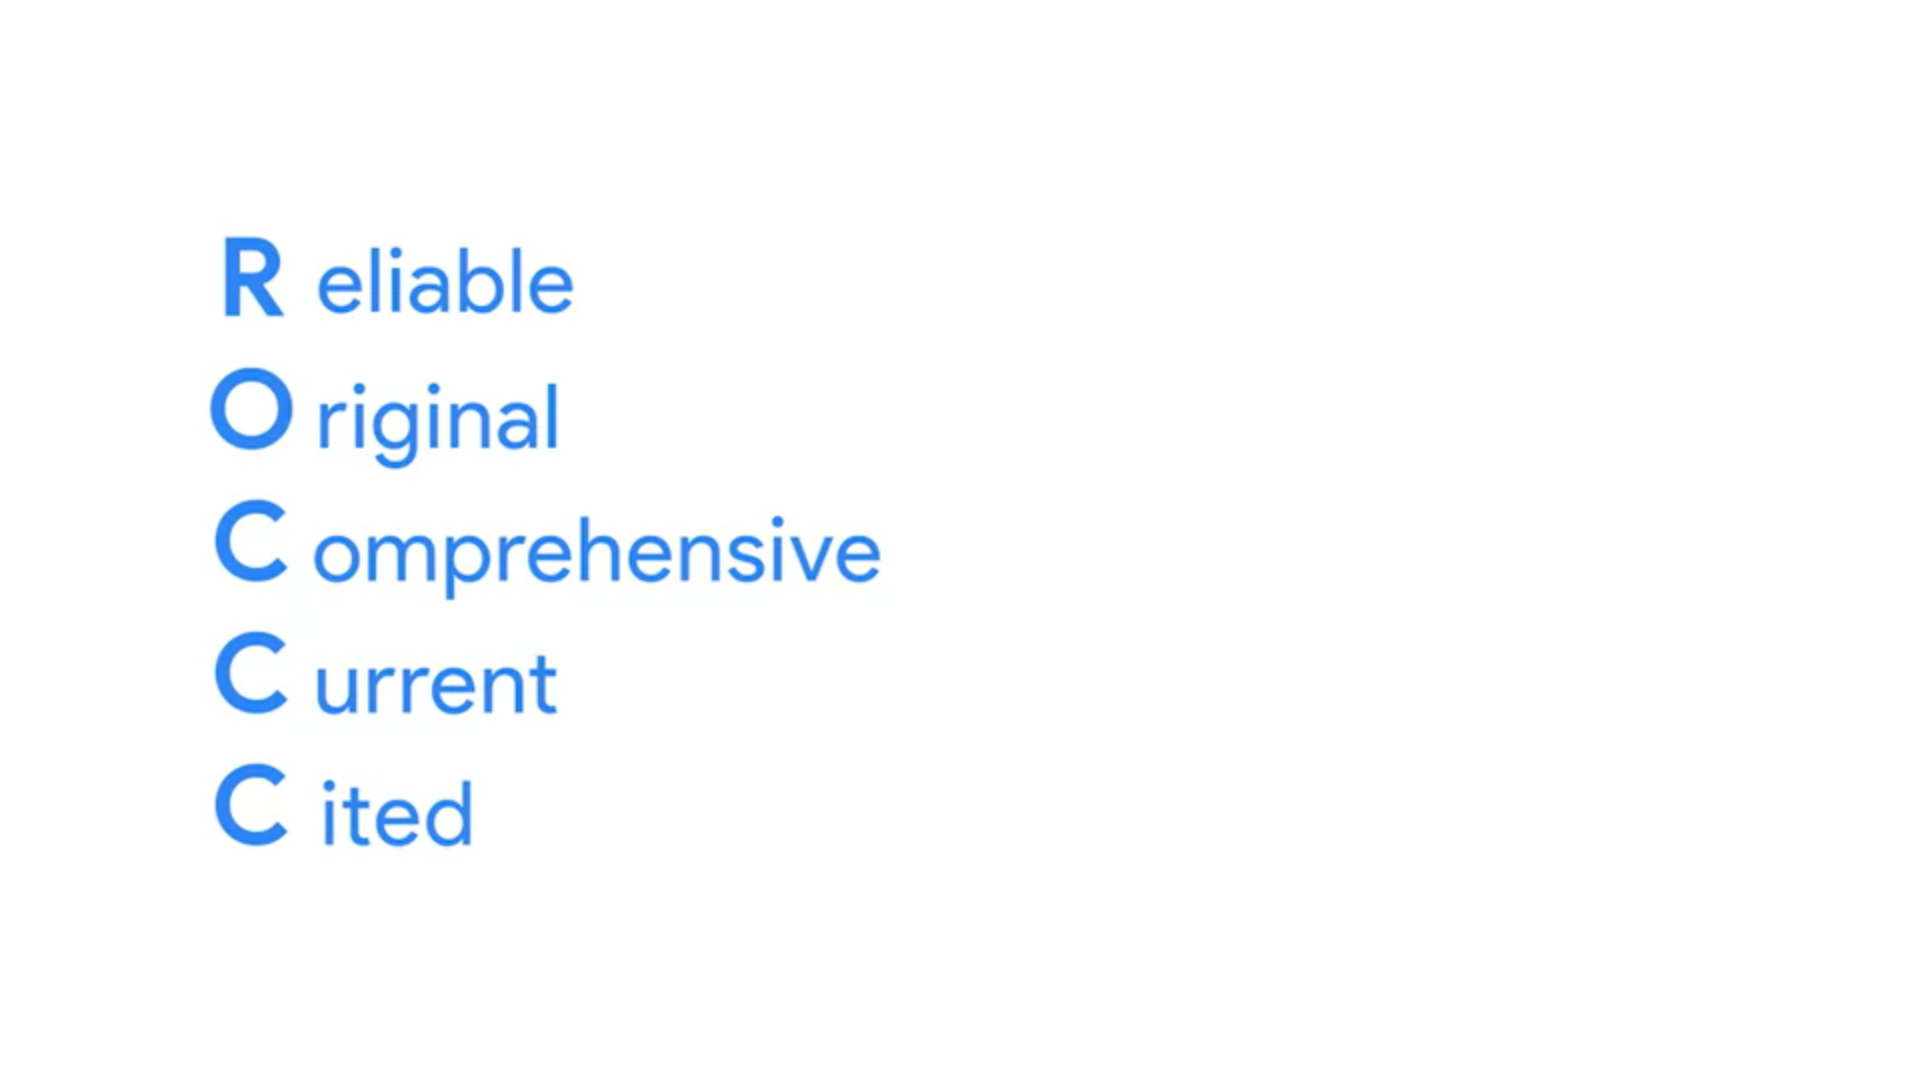 R eliable
O riginal
C omprehensive
C urrent
C ited